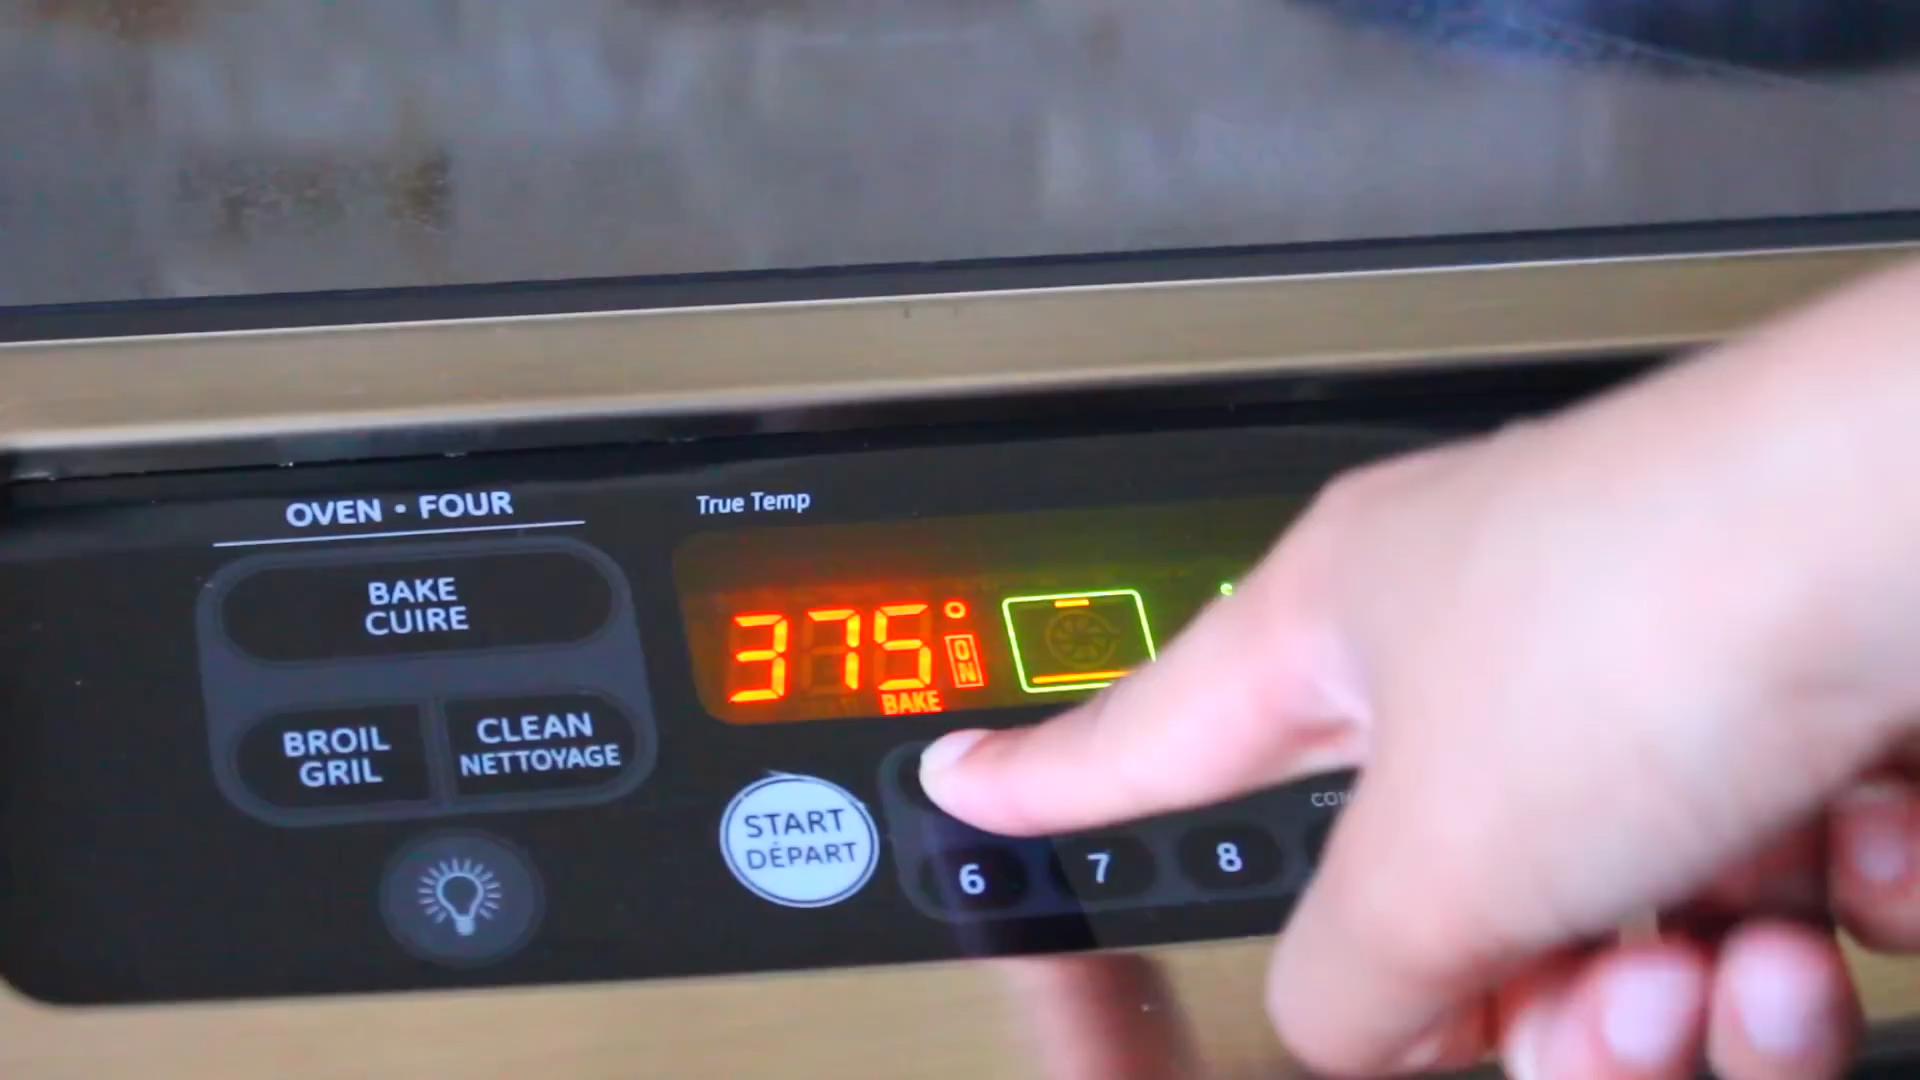 OVEN • FOUR
True Temp
BAKE
CUIRE
375°
ON
BAKE
BROIL
GRIL
CLEAN
NETTOYAGE
START
DÉPART
6
7
8